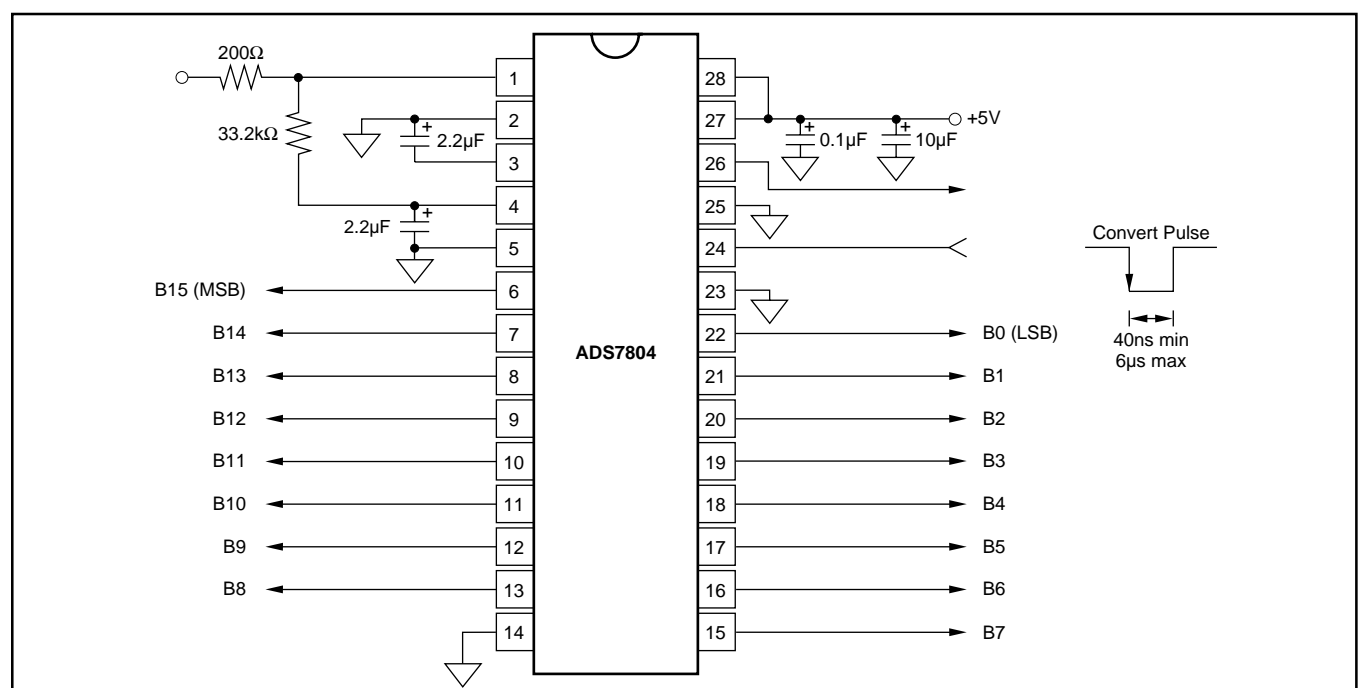 200Ω
33.2kΩ
+
2.2µF
+
2.2µF
B15 (MSB)
B14
B13
B12
B11
B10
B9
B8
1
2
3
4
5
6
7
8
9
10
11
12
13
14
ADS7804
28
27
26
25
24
23
22
21
20
19
18
17
16
15
+
0.1µF
+
10µF
+5V
B0 (LSB)
B1
B2
B3
B4
B5
B6
B7
Convert Pulse
40ns min
6µs max